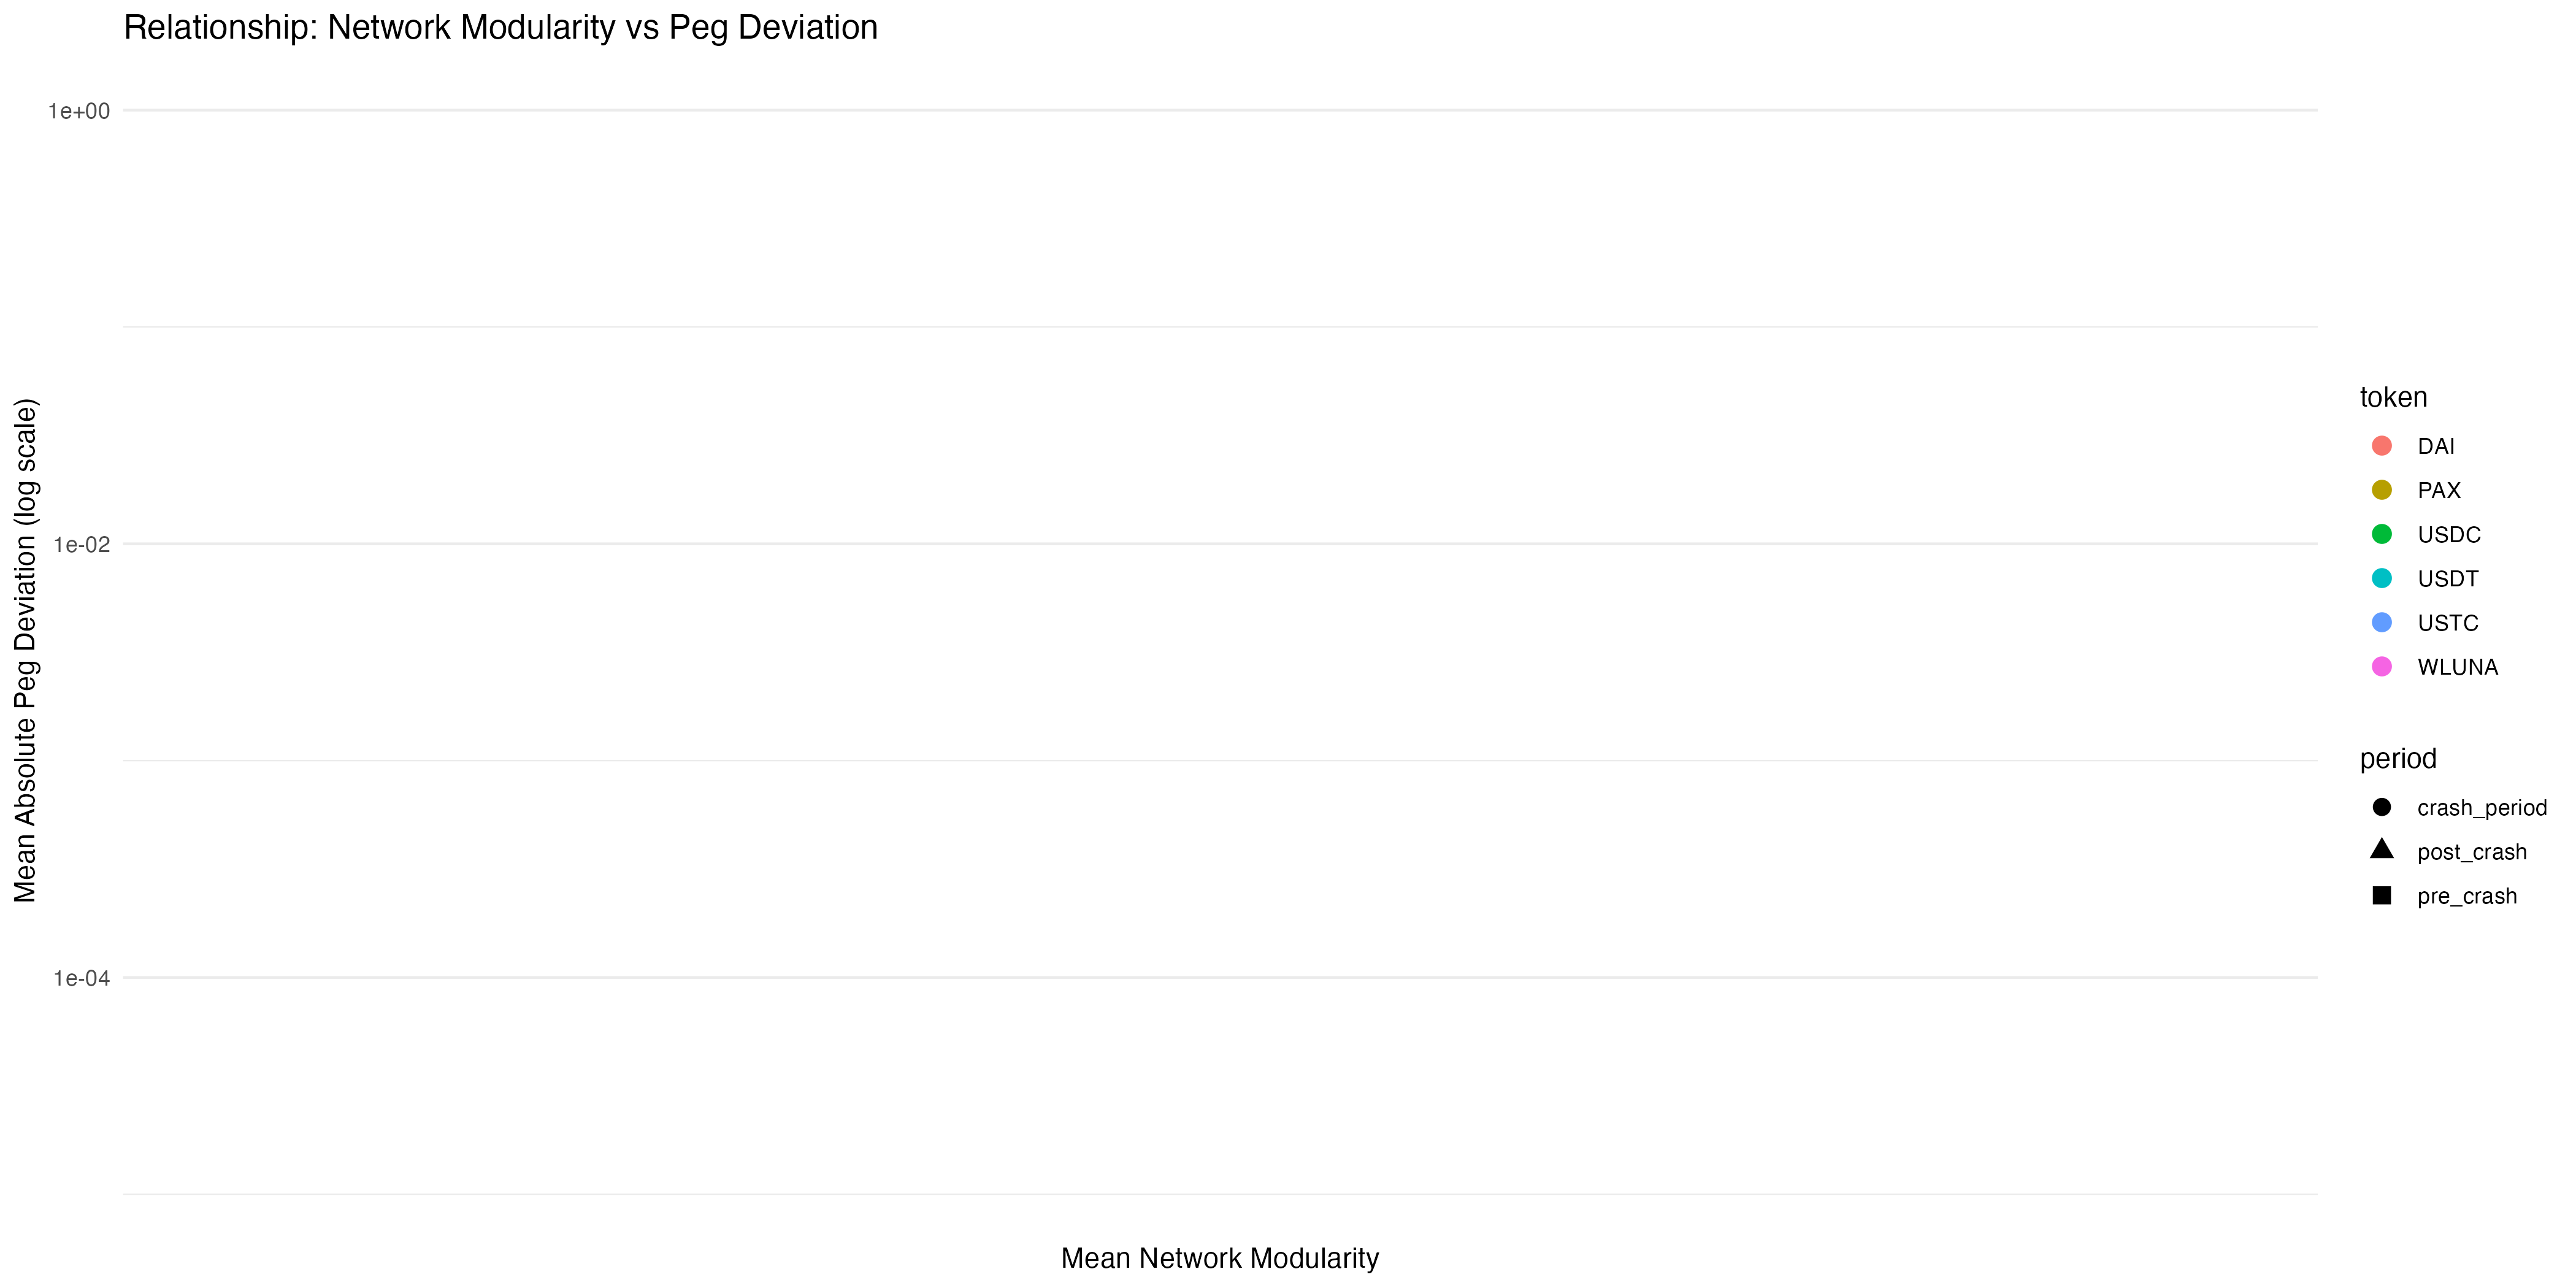 Relationship: Network Modularity vs Peg Deviation
1e+00
1e-02
1e-04
Mean Absolute Peg Deviation (log scale)
Mean Network Modularity
token
DAI
PAX
USDC
USDT
USTC
WLUNA
period
crash_period
post_crash
pre_crash